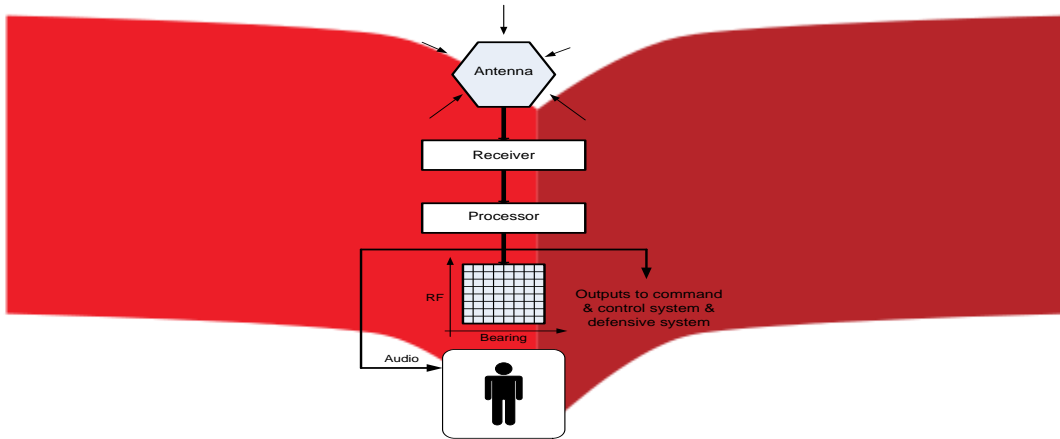 Antenna
Receiver
Processor
RF
Outputs to command
& control system &
defensive system
Bearing
Audio